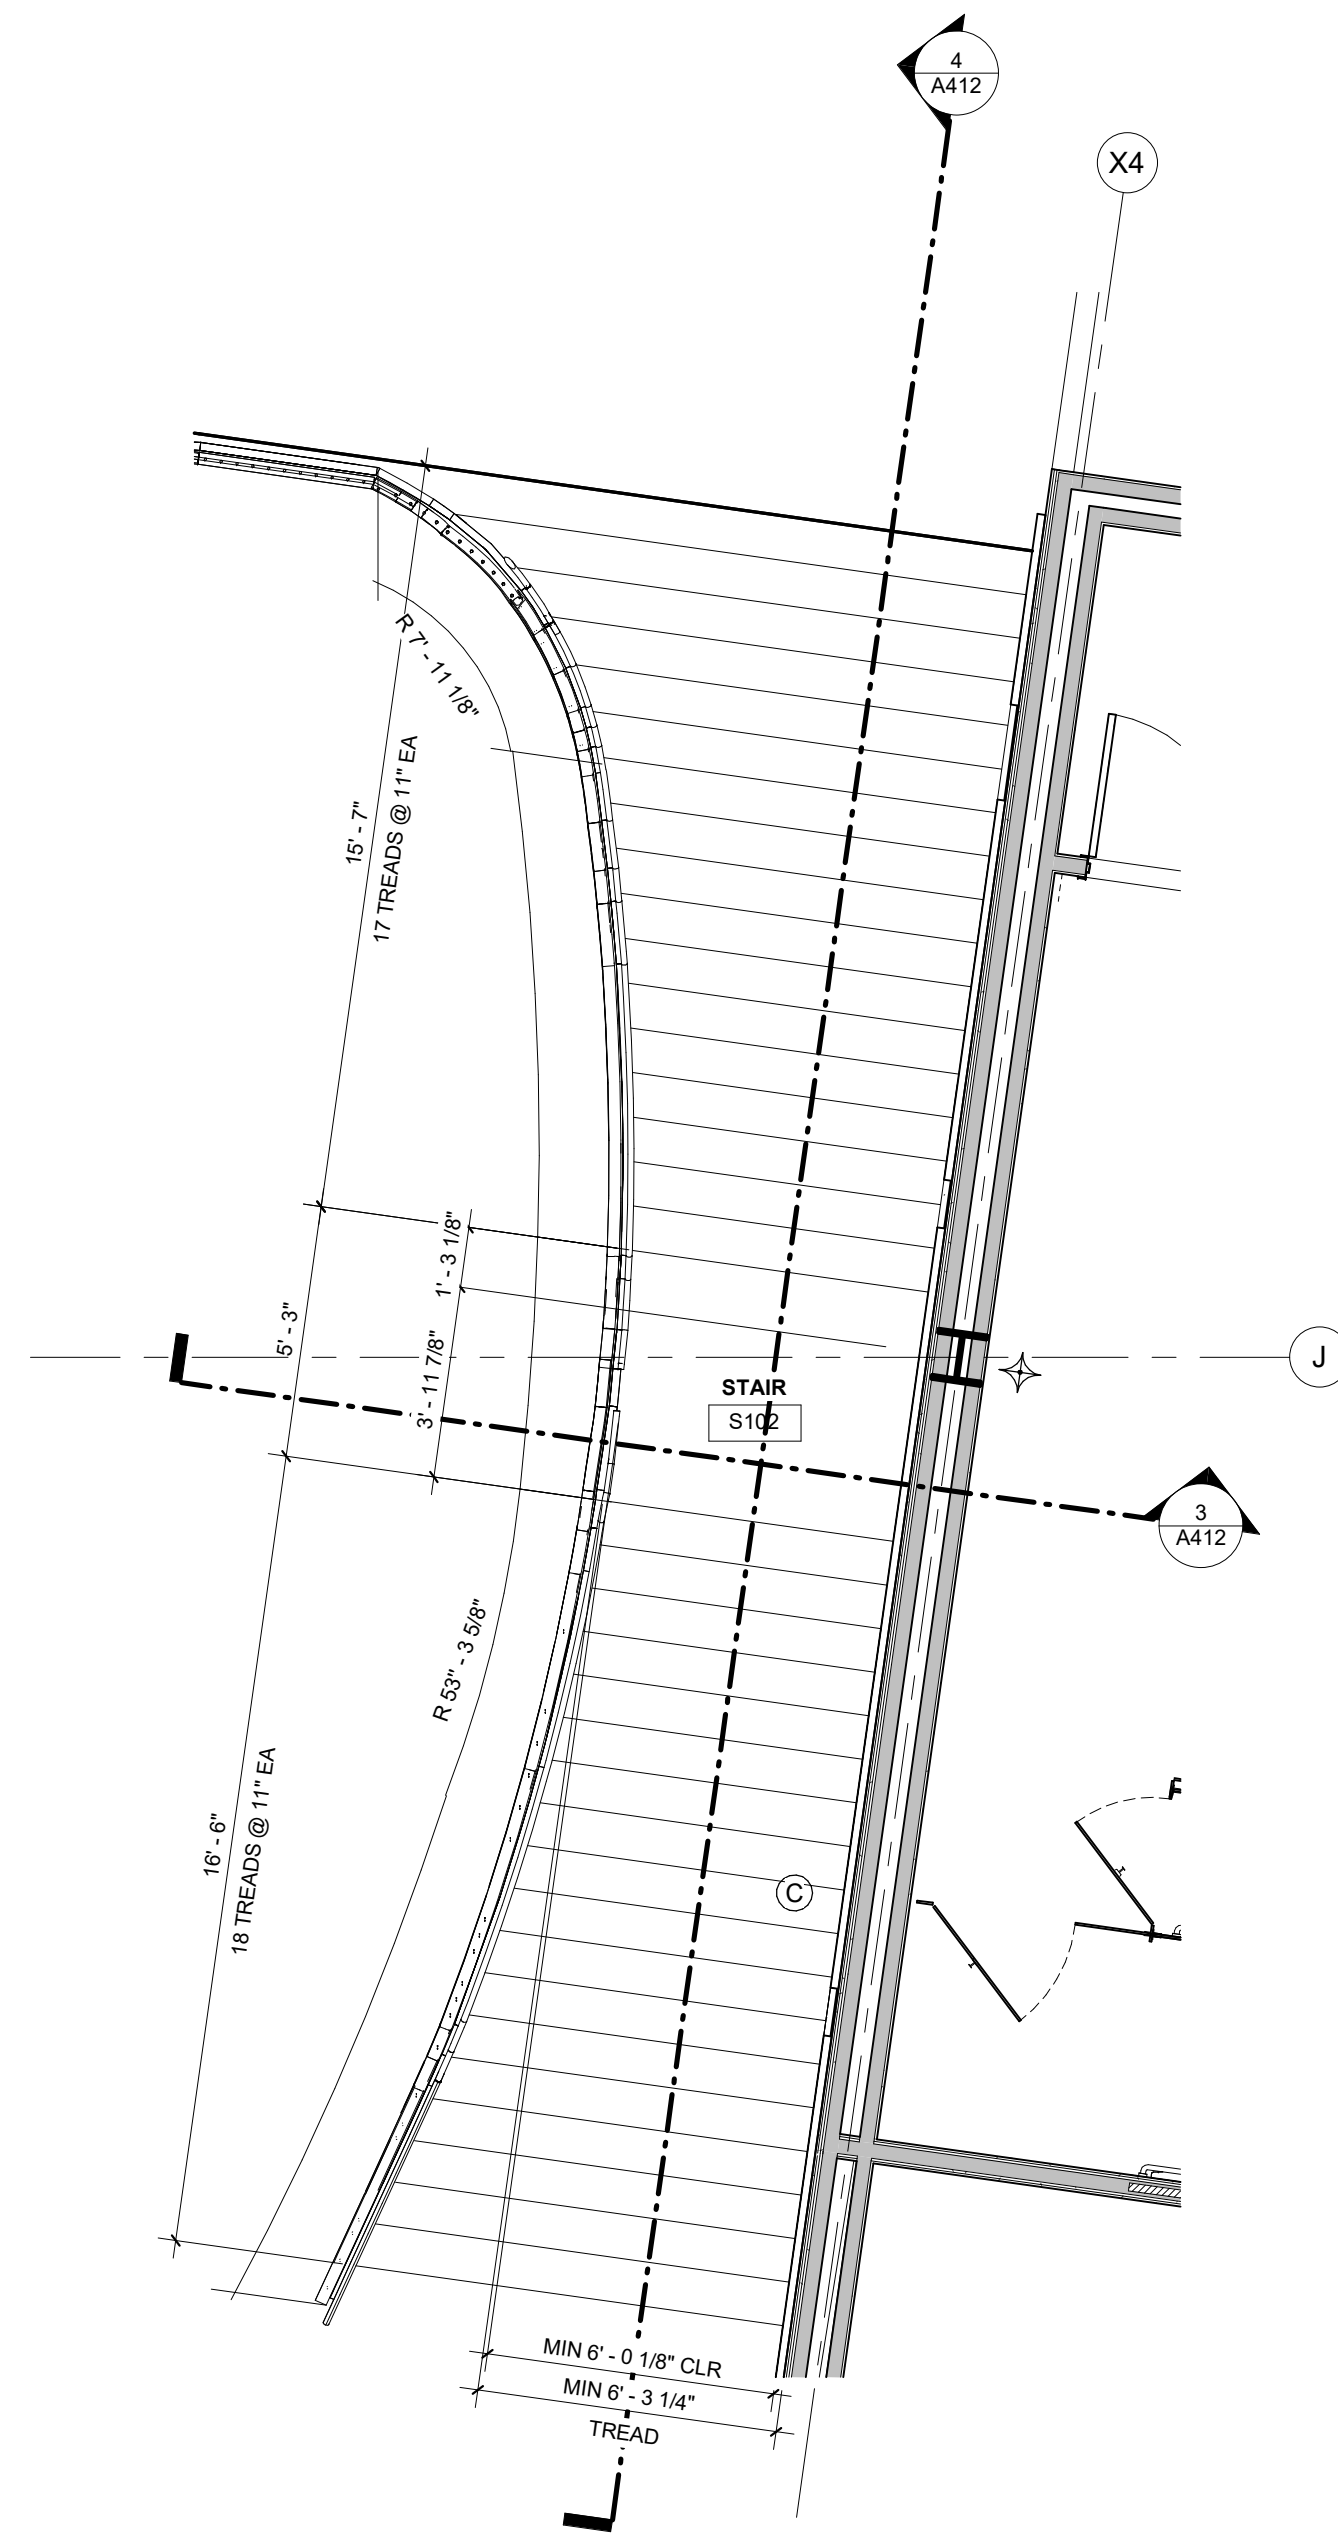 4
A412
X4
R 7' - 11 1/8"
15' - 7"
17 TREADS @ 11" EA
1' - 3 1/8"
5' - 3"
3' - 11 7/8"
J
STAIR
S102
3
A412
R 53" - 3 5/8"
16' - 6"
18 TREADS @ 11" EA
C
MIN 6' - 0 1/8" CLR
MIN 6' - 3 1/4"
TREAD